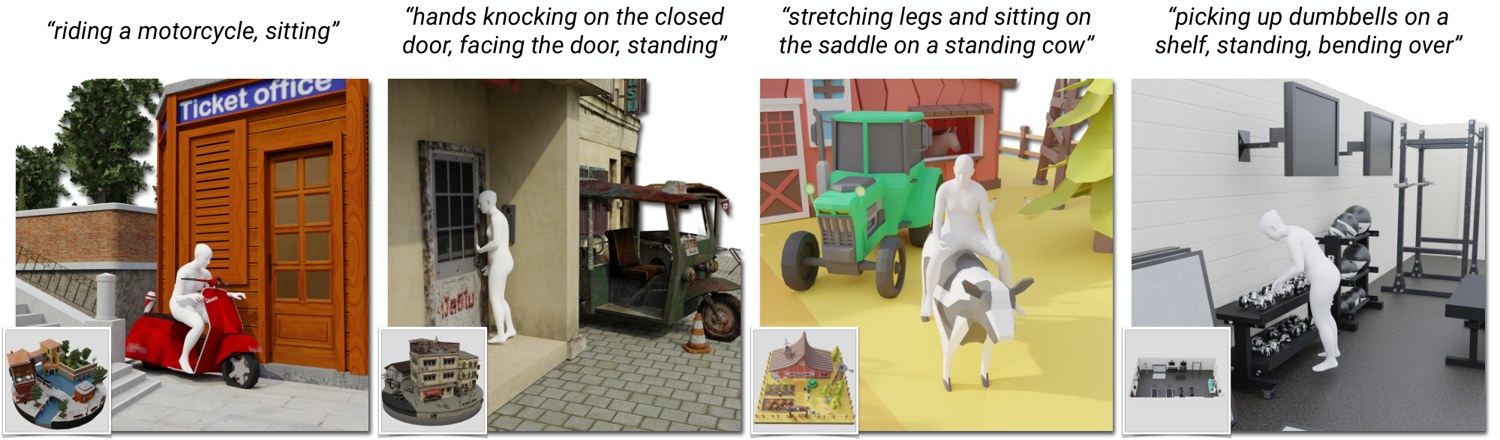 “riding a motorcycle, sitting”
“hands knocking on the closed
door, facing the door, standing”
“stretching legs and sitting on
the saddle on a standing cow”
“picking up dumbbells on a
shelf, standing, bending over”
Ticket office